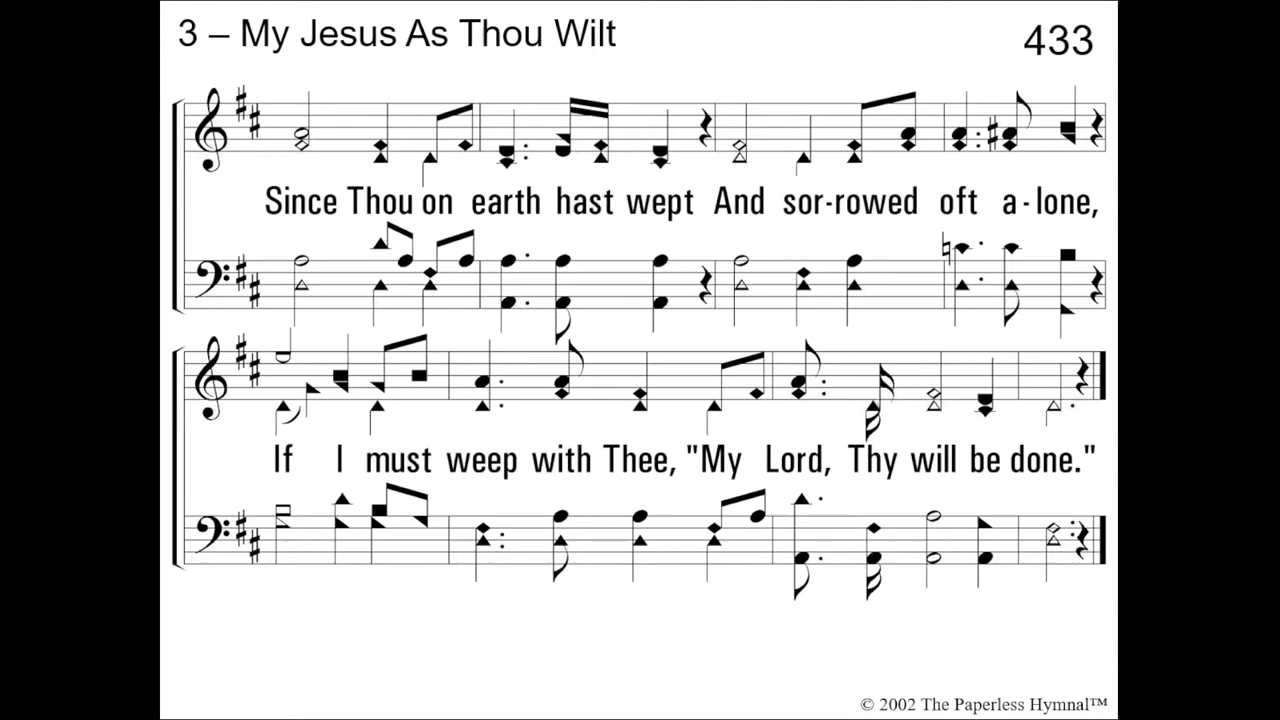 3 – My Jesus As Thou Wilt
433
Since Thou on earth hast wept And sor-rowed oft a-lone,
If I must weep with Thee, "My Lord, Thy will be done."
© 2002 The Paperless Hymnal™